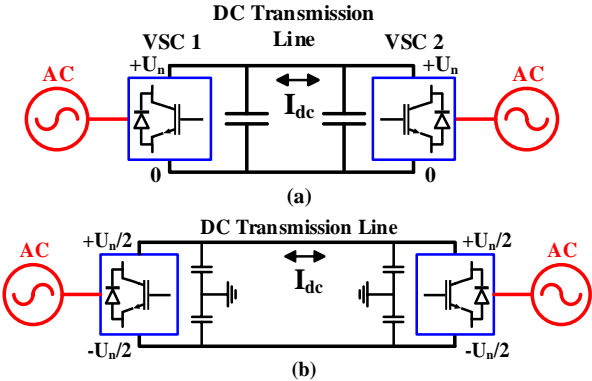 DC Transmission
Line
VSC 1
VSC 2
+Un
+Un
AC
AC
Idc
0
0
(a)
DC Transmission Line
+Un/2
+Un/2
AC
AC
Idc
-Un/2
-Un/2
(b)